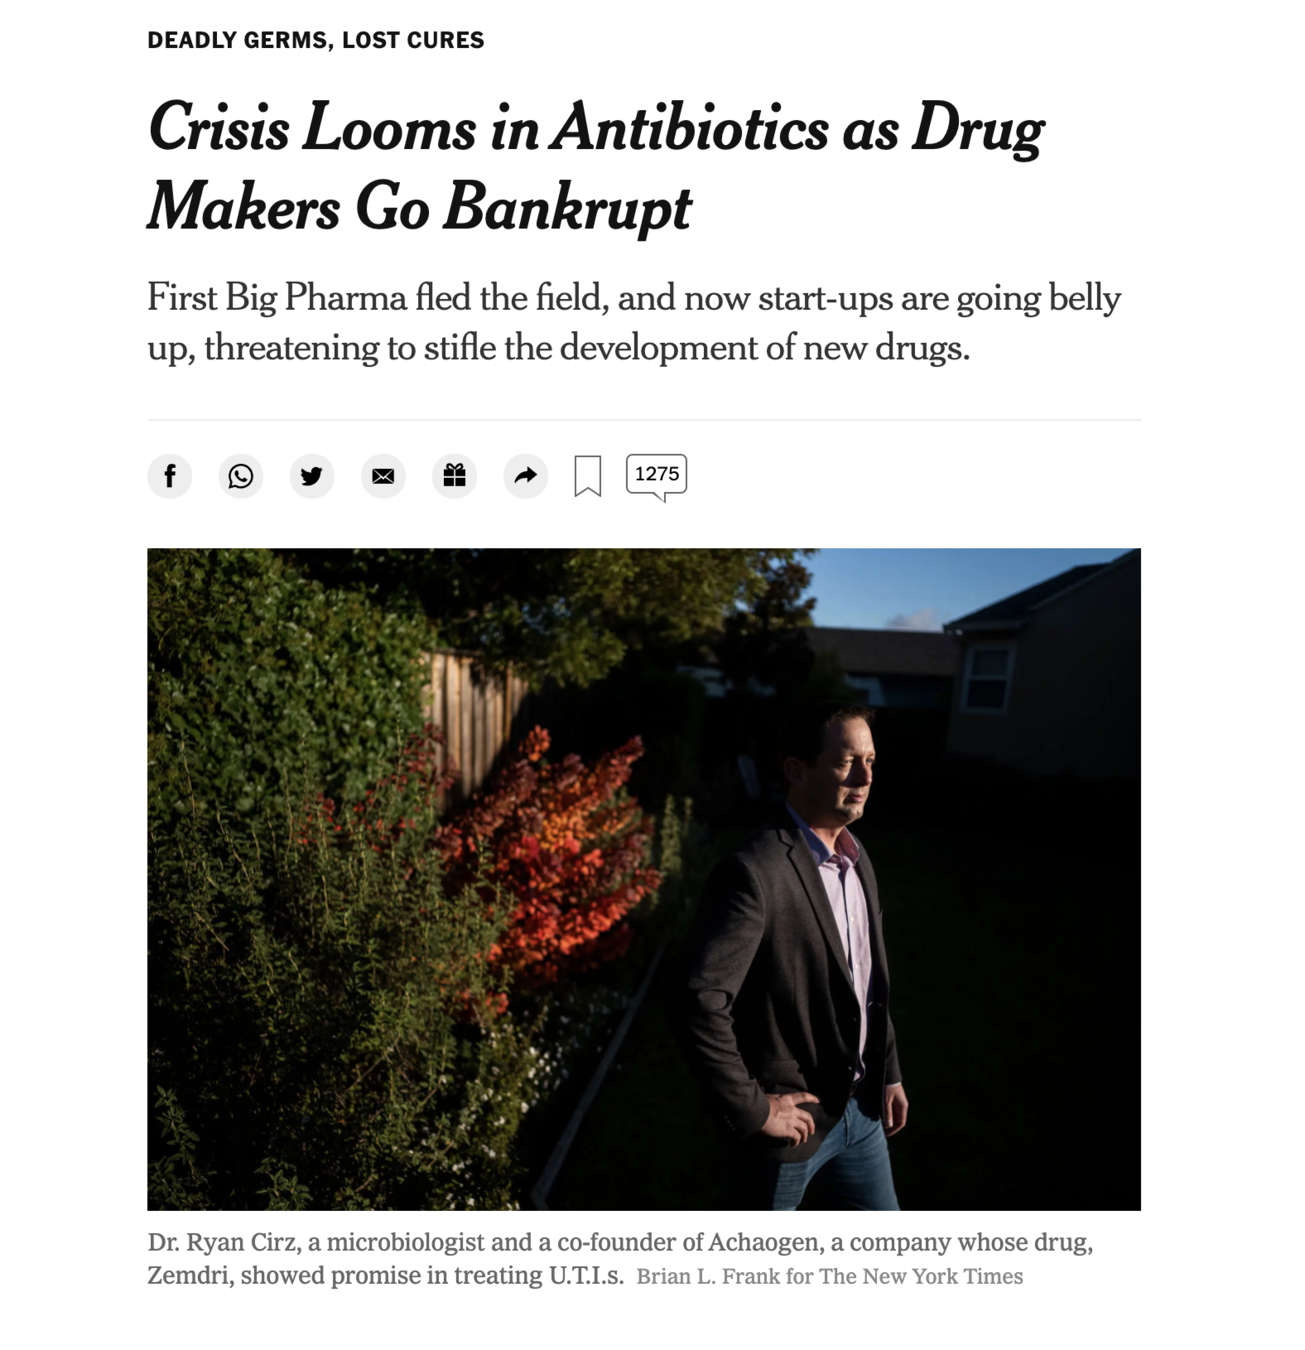 DEADLY GERMS, LOST CURES
Crisis Looms in Antibiotics as Drug
Makers Go Bankrupt
First Big Pharma fled the field, and now start-ups are going belly
up, threatening to stifle the development of new drugs.
1275
Dr. Ryan Cirz, a microbiologist and a co-founder of Achaogen, a company whose drug,
Zemdri, showed promise in treating U.T.I.s. Brian L. Frank for The New York Times